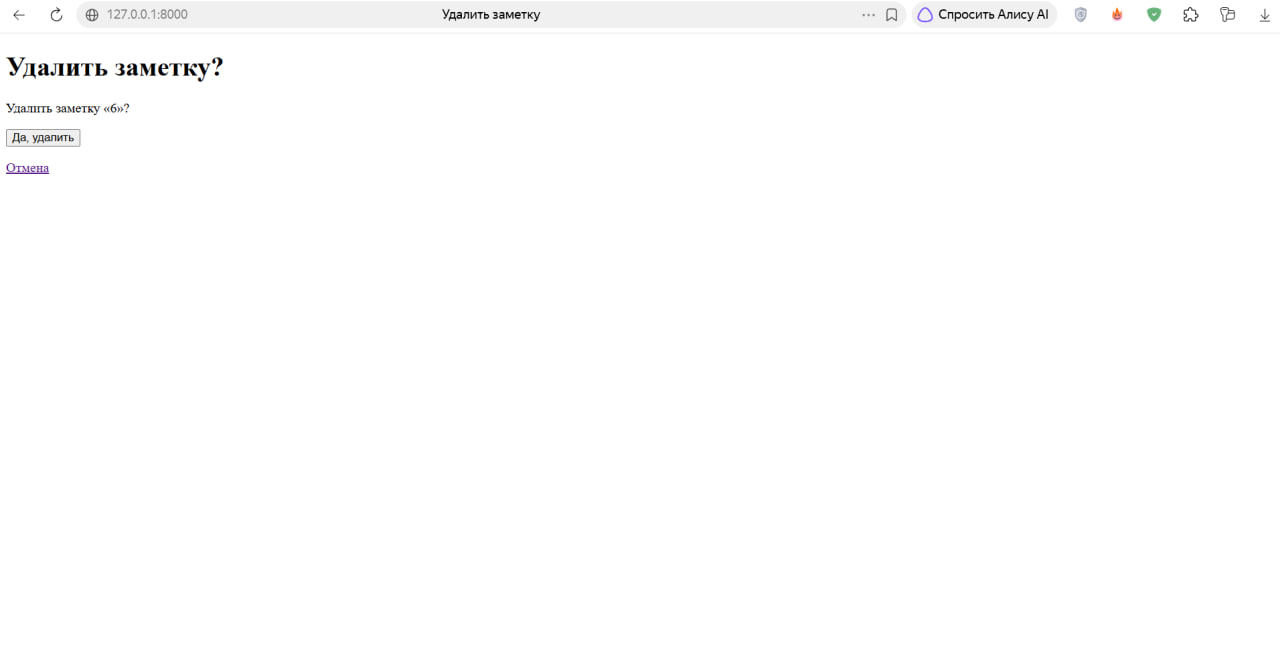 127.0.0.1:8000 Удалить заметку Спросить Алису AI
Удалить заметку?
Удалить заметку «6»?
Да, удалить
Отмена